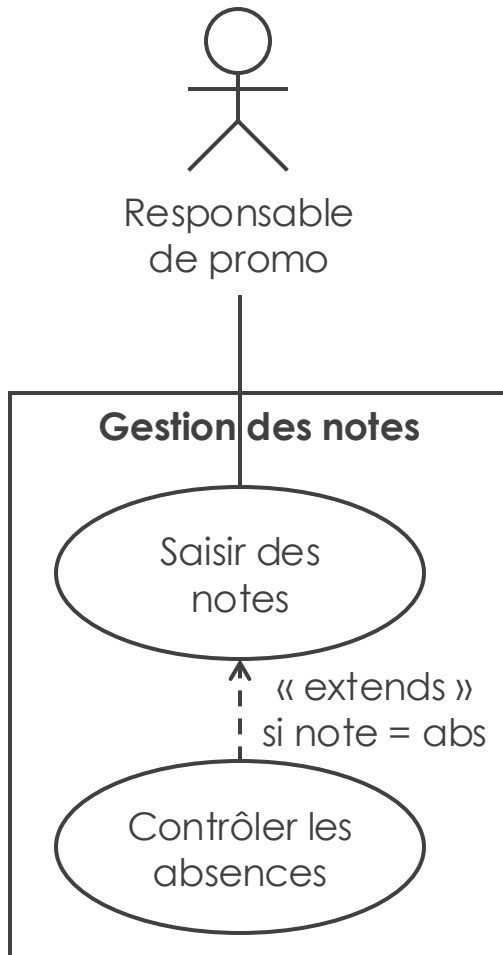 Responsable
de promo
Gestion des notes
Saisir des
notes
« extends »
si note = abs
Contrôler les
absences